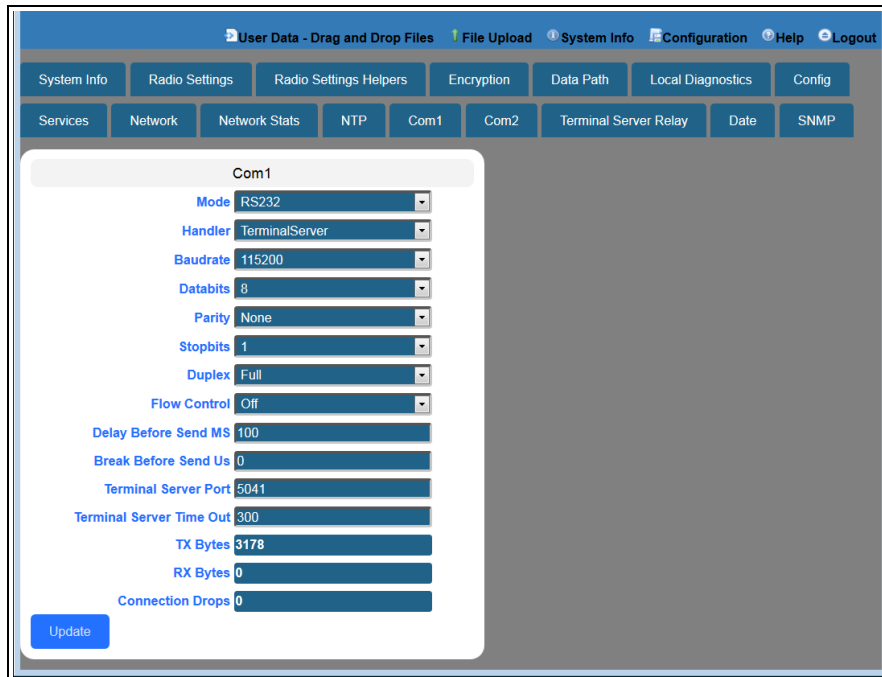 User Data - Drag and Drop Files File Upload System Info Configuration Help Logout
System Info Radio Settings Radio Settings Helpers Encryption Data Path Local Diagnostics Config
Services Network Network Stats NTP Com1 Com2 Terminal Server Relay Date SNMP
Com1
Mode RS232
Handler TerminalServer
Baudrate 115200
Databits 8
Parity None
Stopbits 1
Duplex Full
Flow Control Off
Delay Before Send MS 100
Break Before Send Us 0
Terminal Server Port 5041
Terminal Server Time Out 300
TX Bytes 3178
RX Bytes 0
Connection Drops 0
Update